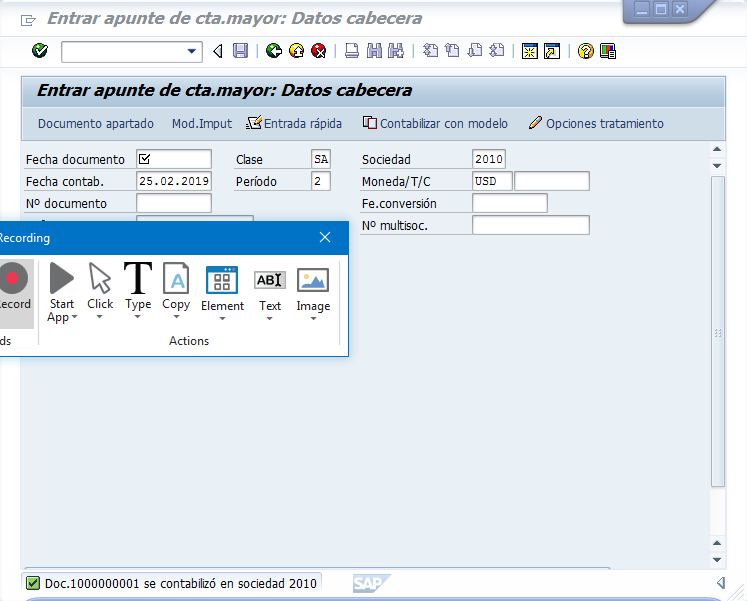 Entrar apunte de cta.mayor: Datos cabecera
Entrar apunte de cta.mayor: Datos cabecera
Documento apartado Mod.Imput Entrada rápida Contabilizar con modelo Opciones tratamiento
Fecha documento Clase SA Sociedad 2010
Fecha contab. 25.02.2019 Período 2 Moneda/T/C USD
Nº documento Fe.conversión
Nº multisoc.
Recording
Record Start App Click Type Copy Element Text Image
Actions
Doc.1000000001 se contabilizó en sociedad 2010
SAP